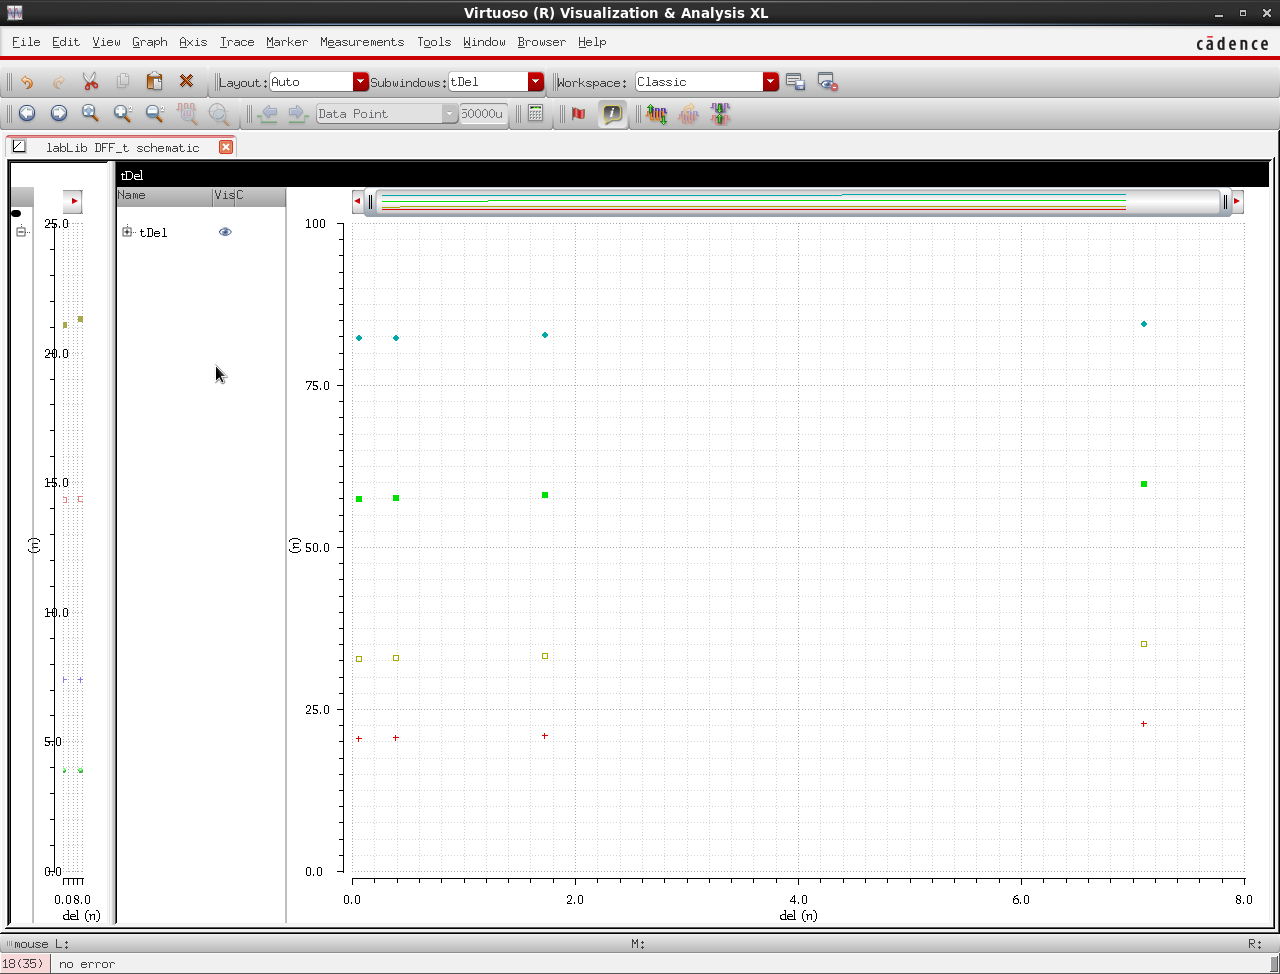 Virtuoso (R) Visualization & Analysis XL
File Edit View Graph Axis Trace Marker Measurements Tools Window Browser Help
cādence
Layout: Auto Subwindows: tDel Workspace: Classic
Data Point 50000u
labLib DFF_t schematic
tDel
Name Vis C
tDel
25.0
20.0
15.0
(n)
10.0
5.0
0.0
0.08.0
del (n)
100
75.0
(n) 50.0
25.0
0.0
0.0 2.0 4.0 6.0 8.0
del (n)
mouse L: M: R:
18(35) no error